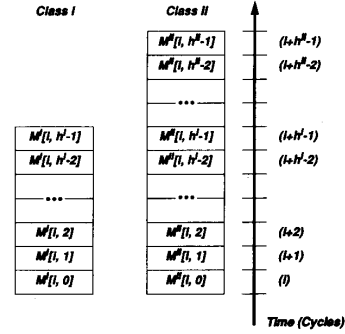 Class I Class II
M^II[i, h^II-1] (i+h^II-1)
M^II[i, h^II-2] (i+h^II-2)
•••
M^I[i, h^I-1] M^II[i, h^I-1] (i+h^I-1)
M^I[i, h^I-2] M^II[i, h^I-2] (i+h^I-2)
••• •••
M^I[i, 2] M^II[i, 2] (i+2)
M^I[i, 1] M^II[i, 1] (i+1)
M^I[i, 0] M^II[i, 0] (i)
Time (Cycles)